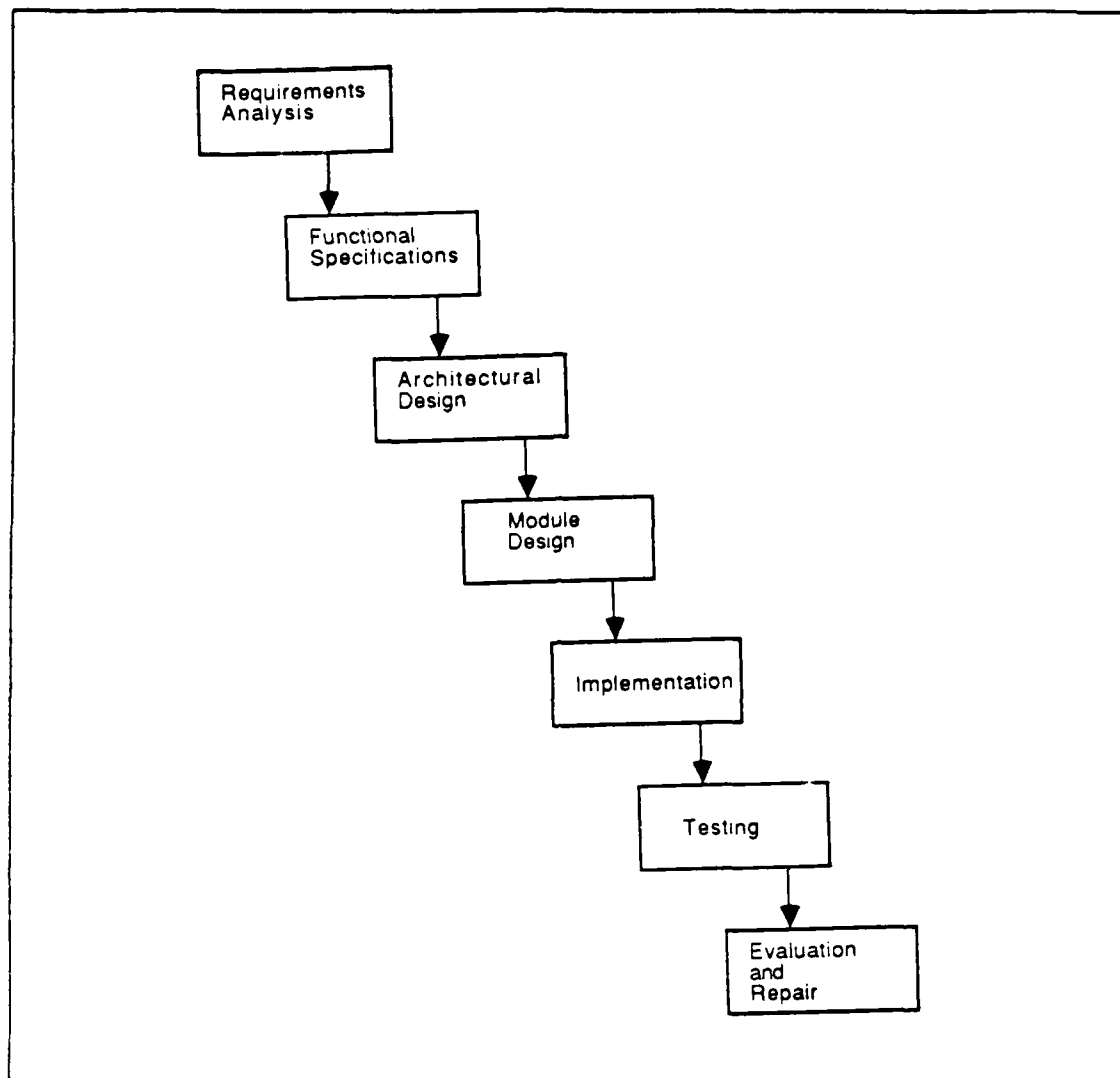 Requirements
Analysis
Functional
Specifications
Architectural
Design
Module
Design
Implementation
Testing
Evaluation
and
Repair